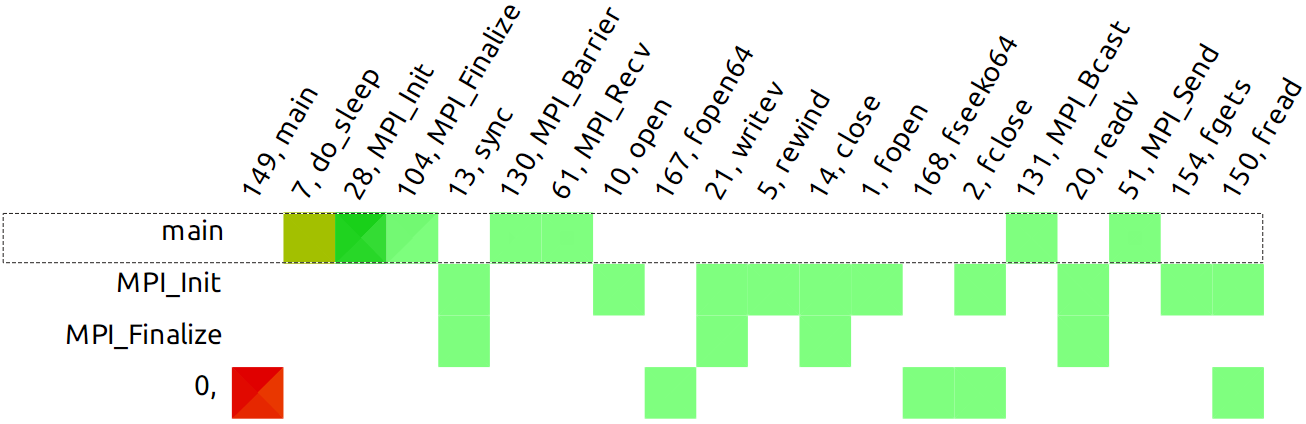 149, main
7, do_sleep
28, MPI_Init
104, MPI_Finalize
13, sync
130, MPI_Barrier
61, MPI_Recv
10, open
167, fopen64
21, writev
5, rewind
14, close
1, fopen
168, fseeko64
2, fclose
131, MPI_Bcast
20, readv
51, MPI_Send
154, fgets
150, fread
main
MPI_Init
MPI_Finalize
0,